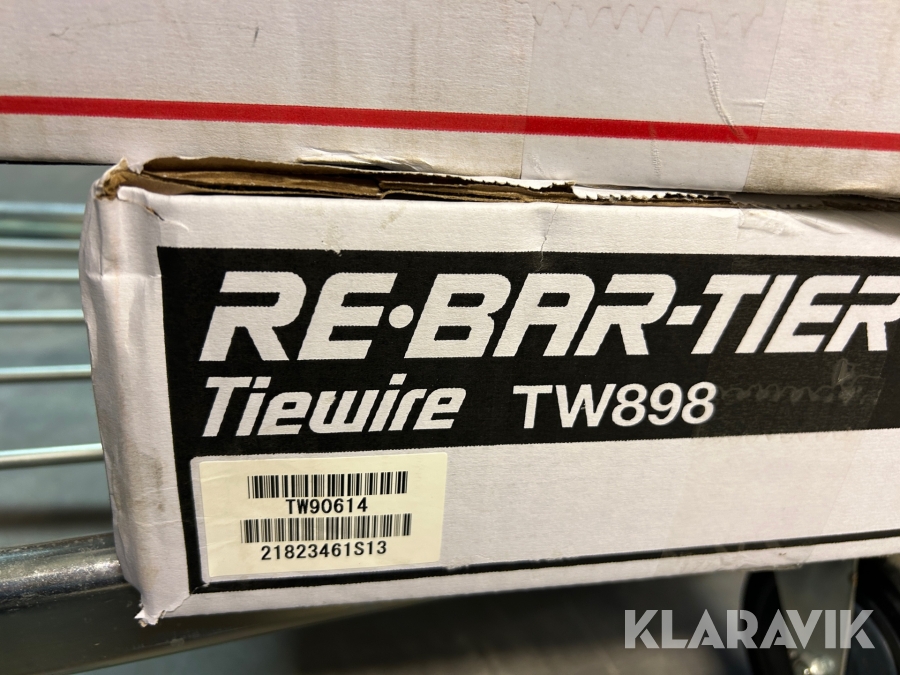 RE·BAR-TIER
Tiewire TW898
TW90614
21823461S13
KLARAVIK